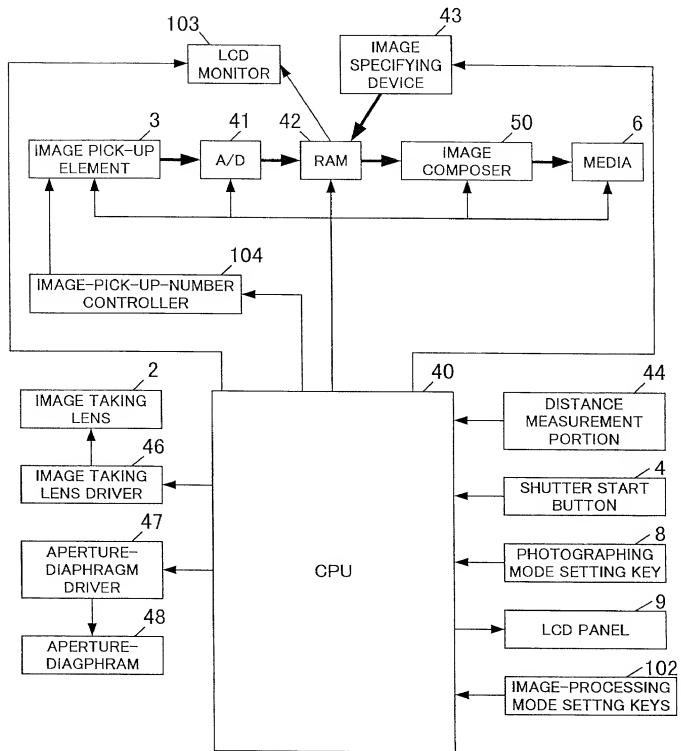 103
LCD
MONITOR
43
IMAGE
SPECIFYING
DEVICE
3
IMAGE PICK-UP
ELEMENT
41
A/D
42
RAM
50
IMAGE
COMPOSER
6
MEDIA
104
IMAGE-PICK-UP-NUMBER
CONTROLLER
2
IMAGE TAKING
LENS
46
IMAGE TAKING
LENS DRIVER
47
APERTURE-
DIAPHRAGM
DRIVER
48
APERTURE-
DIAGPHRAM
40
CPU
44
DISTANCE
MEASUREMENT
PORTION
4
SHUTTER START
BUTTON
8
PHOTOGRAPHING
MODE SETTING KEY
9
LCD PANEL
102
IMAGE-PROCESSING
MODE SETTNG KEYS